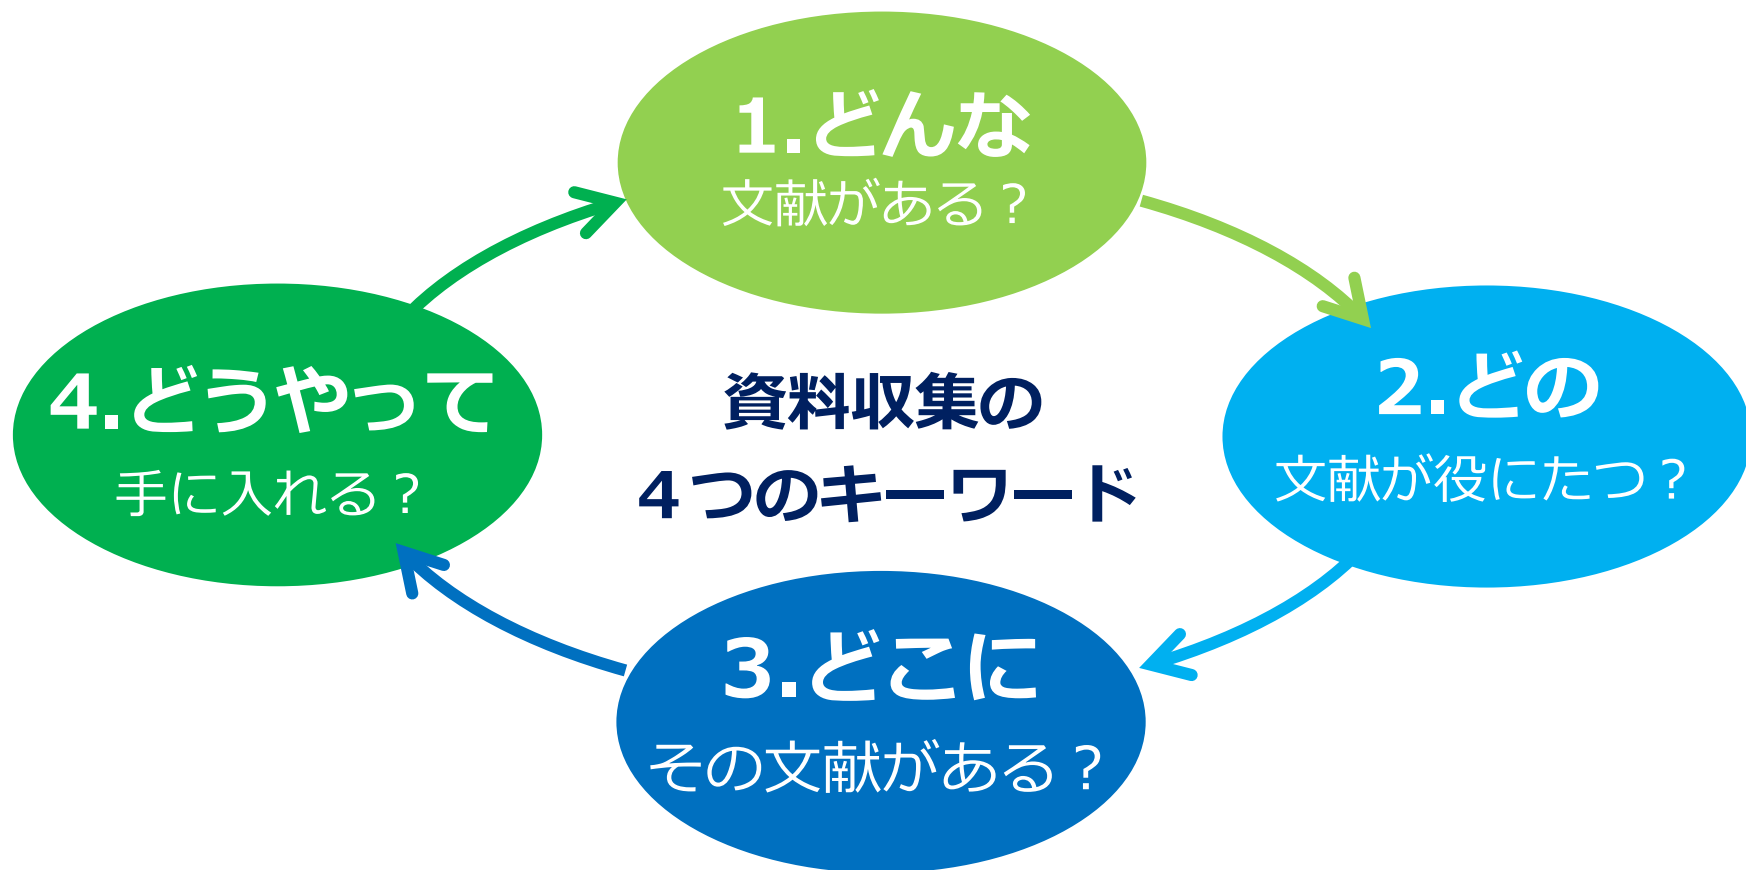 1.どんな
文献がある？
2.どの
文献が役にたつ？
3.どこに
その文献がある？
4.どうやって
手に入れる？
資料収集の
４つのキーワード